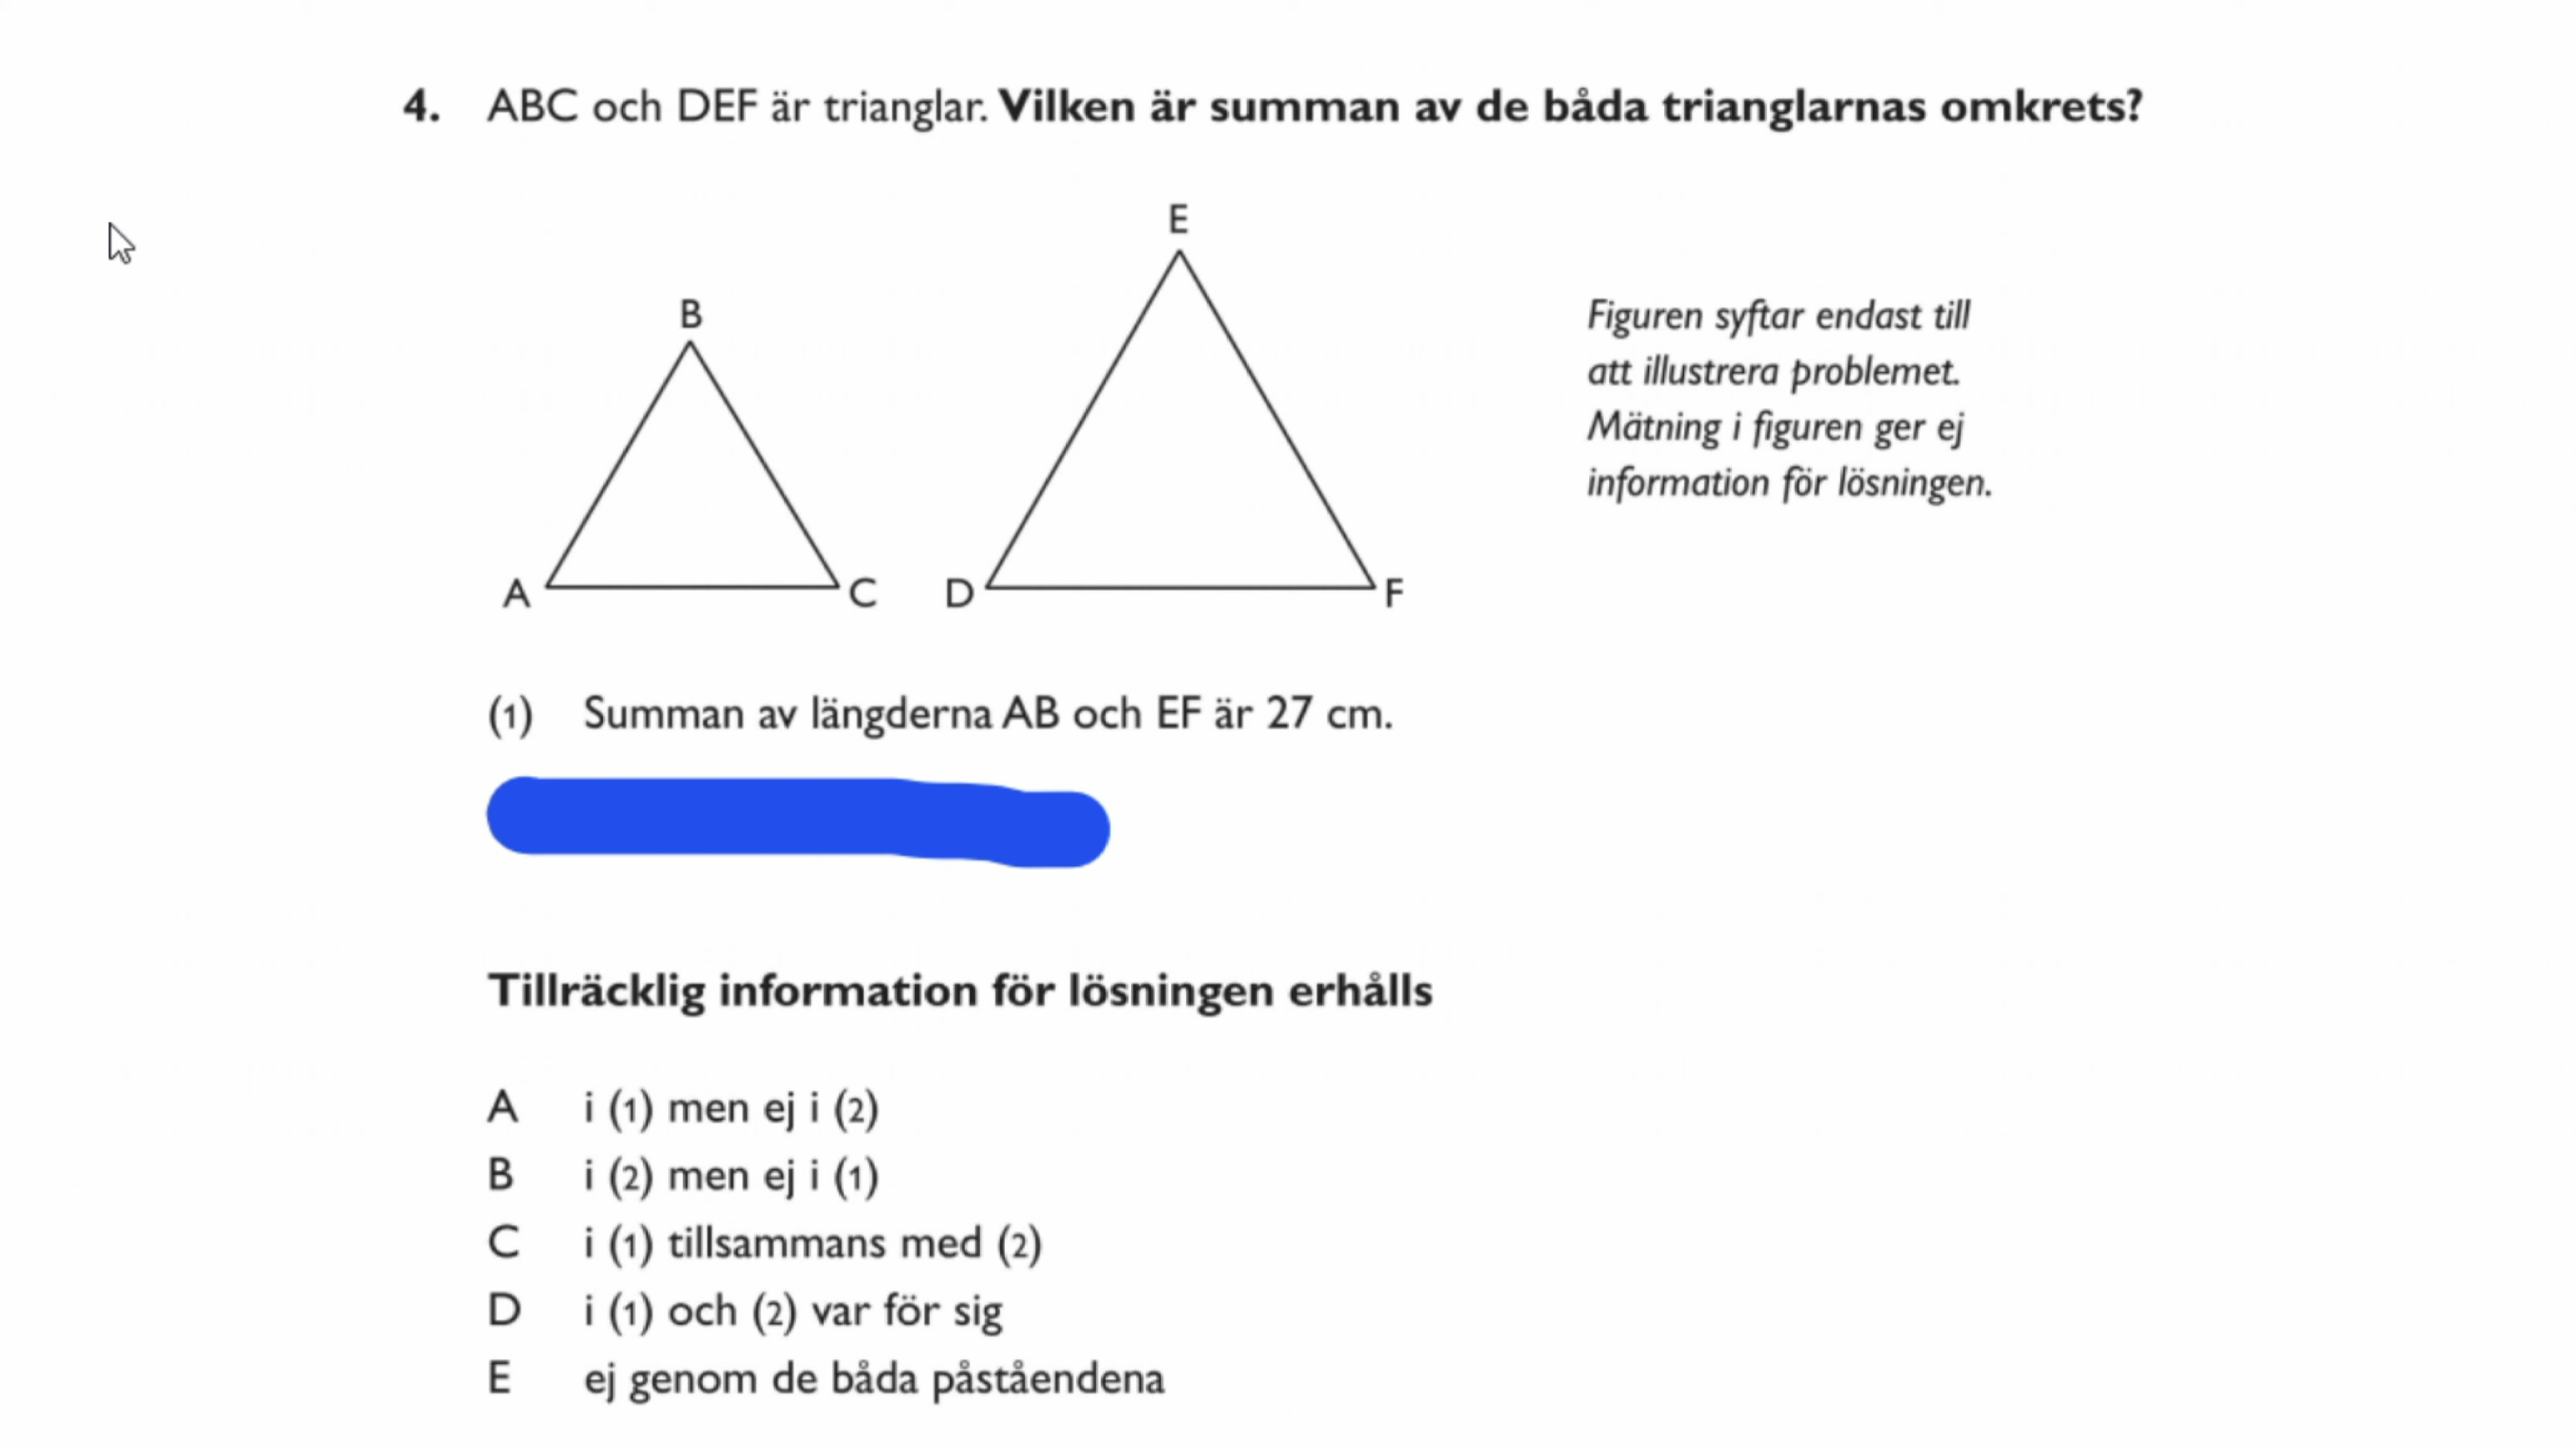 4. ABC och DEF är trianglar. Vilken är summan av de båda trianglarnas omkrets?
E
B
Figuren syftar endast till
att illustrera problemet.
Mätning i figuren ger ej
information för lösningen.
A C D F
(1) Summan av längderna AB och EF är 27 cm.
Tillräcklig information för lösningen erhålls
A i (1) men ej i (2)
B i (2) men ej i (1)
C i (1) tillsammans med (2)
D i (1) och (2) var för sig
E ej genom de båda påståendena